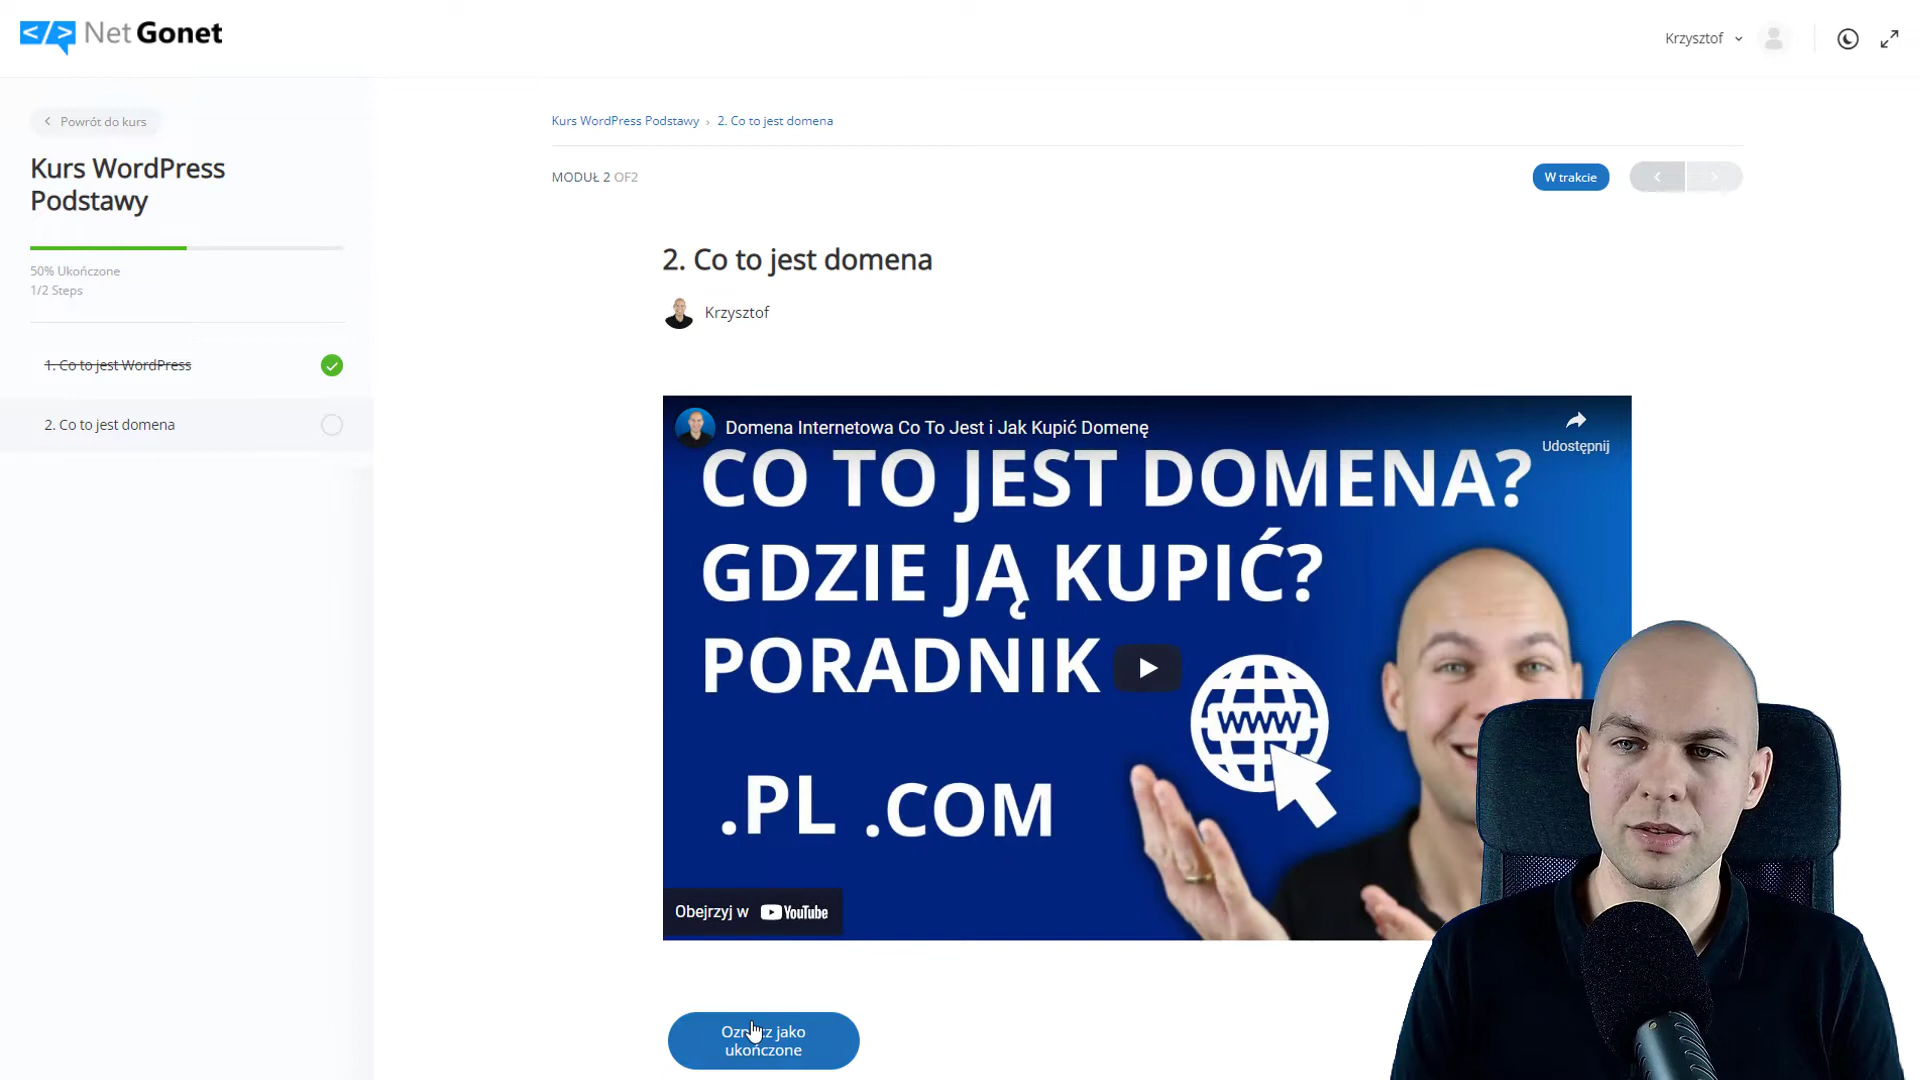 </> Net Gonet
Krzysztof
Powrót do kurs
Kurs WordPress
Podstawy
50% Ukończone
1/2 Steps
1. Co to jest WordPress
2. Co to jest domena
Kurs WordPress Podstawy › 2. Co to jest domena
MODUŁ 2 OF2
W trakcie
2. Co to jest domena
Krzysztof
Domena Internetowa Co To Jest i Jak Kupić Domenę
Udostępnij
CO TO JEST DOMENA?
GDZIE JĄ KUPIĆ?
PORADNIK
WWW
.PL .COM
Obejrzyj w YouTube
Oznacz jako
ukończone